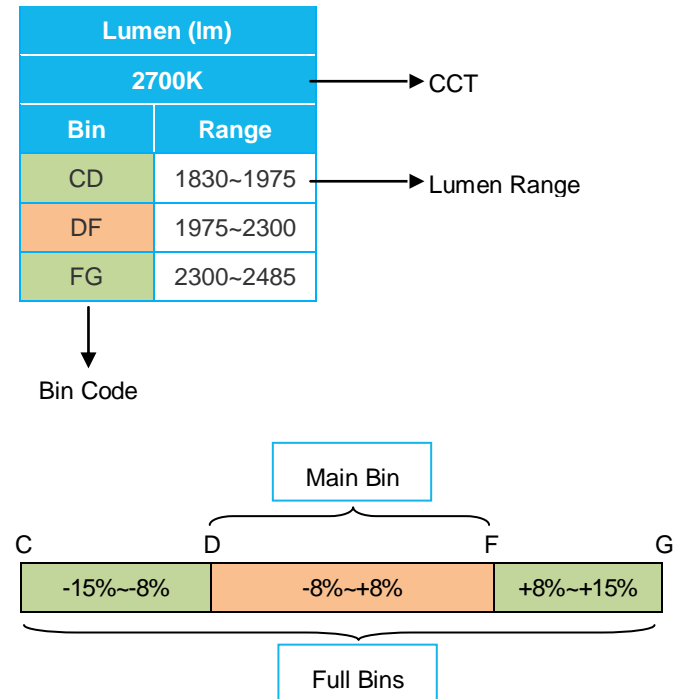 Lumen (lm)
2700K
CCT
Bin Range
CD 1830~1975
Lumen Range
DF 1975~2300
FG 2300~2485
Bin Code
Main Bin
C D F G
-15%~-8% -8%~+8% +8%~+15%
Full Bins